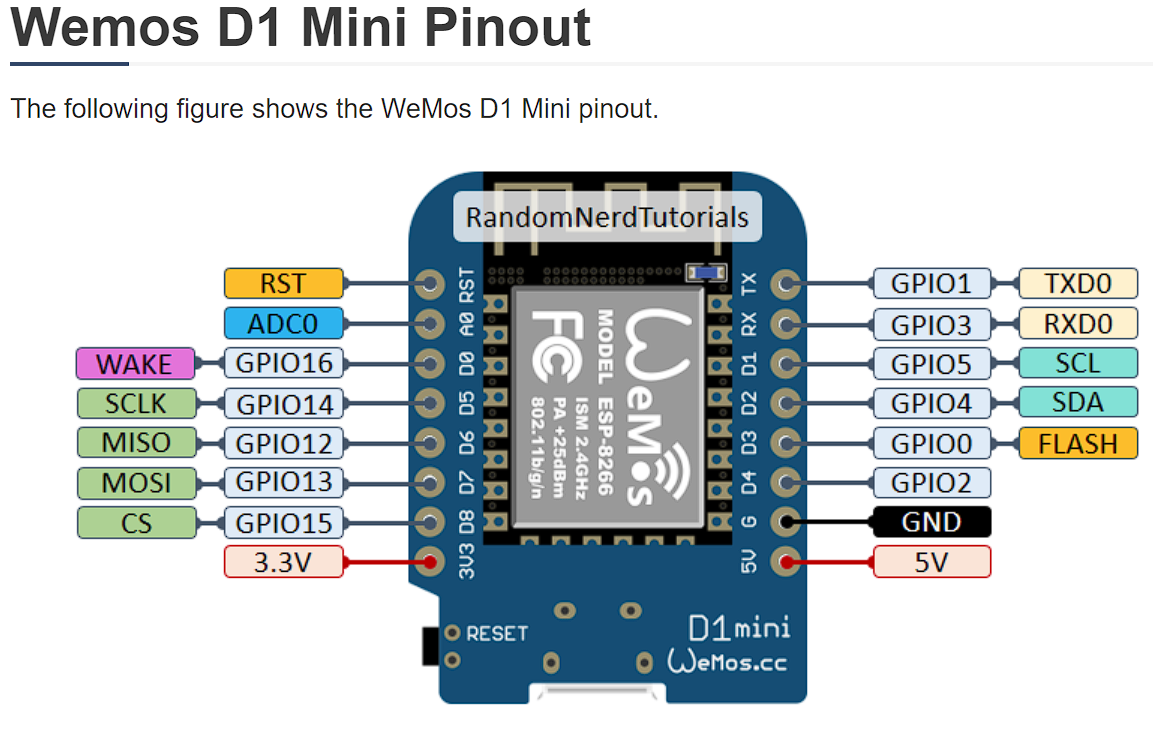 Wemos D1 Mini Pinout
The following figure shows the WeMos D1 Mini pinout.
RandomNerdTutorials
RST RST TX GPIO1 TXD0
ADC0 A0 RX GPIO3 RXD0
WAKE GPIO16 D0 D1 GPIO5 SCL
SCLK GPIO14 D5 D2 GPIO4 SDA
MISO GPIO12 D6 D3 GPIO0 FLASH
MOSI GPIO13 D7 D4 GPIO2
CS GPIO15 D8 G GND
3.3V 3V3 5V 5V
WeMos
MODEL ESP-8266
ISM 2.4GHz
PA +25dBm
802.11b/g/n
FC
RESET
D1mini
WeMos.cc